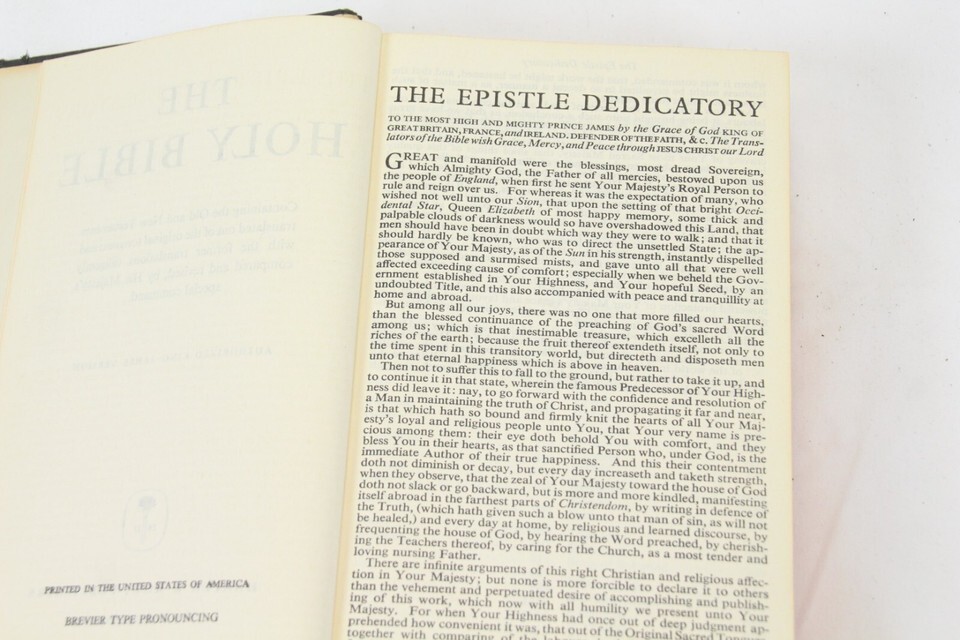 PRINTED IN THE UNITED STATES OF AMERICA
BREVIER TYPE PRONOUNCING
THE EPISTLE DEDICATORY
TO THE MOST HIGH AND MIGHTY PRINCE JAMES by the Grace of God KING OF
GREAT BRITAIN, FRANCE, and IRELAND. DEFENDER OF THE FAITH, & C. The Trans-
lators of the Bible wish Grace, Mercy, and Peace through JESUS CHRIST our Lord
GREAT and manifold were the blessings, most dread Sovereign,
which Almighty God, the Father of all mercies, bestowed upon us
the people of England, when first he sent Your Majesty's Royal Person to
rule and reign over us. For whereas it was the expectation of many, who
wished not well unto our Sion, that upon the setting of that bright Occi-
dental Star, Queen Elizabeth of most happy memory, some thick and
palpable clouds of darkness would so have overshadowed this Land, that
men should have been in doubt which way they were to walk; and that it
should hardly be known, who was to direct the unsettled State; the ap-
pearance of Your Majesty, as of the Sun in his strength, instantly dispelled
those supposed and surmised mists, and gave unto all that were well
affected exceeding cause of comfort; especially when we beheld the Gov-
ernment established in Your Highness, and Your hopeful Seed, by an
undoubted Title, and this also accompanied with peace and tranquillity at
home and abroad.
But among all our joys, there was no one that more filled our hearts,
than the blessed continuance of the preaching of God's sacred Word
among us; which is that inestimable treasure, which excelleth all the
riches of the earth; because the fruit thereof extendeth itself, not only to
the time spent in this transitory world, but directeth and disposeth men
unto that eternal happiness which is above in heaven.
Then not to suffer this to fall to the ground, but rather to take it up, and
to continue it in that state, wherein the famous Predecessor of Your High-
ness did leave it: nay, to go forward with the confidence and resolution of
a Man in maintaining the truth of Christ, and propagating it far and near,
is that which hath so bound and firmly knit the hearts of all Your Maj-
esty's loyal and religious people unto You, that Your very name is pre-
cious among them: their eye doth behold You with comfort, and they
bless You in their hearts, as that sanctified Person who, under God, is the
immediate Author of their true happiness. And this their contentment
doth not diminish or decay, but every day increaseth and taketh strength,
when they observe, that the zeal of Your Majesty toward the house of God
doth not slack or go backward, but is more and more kindled, manifesting
itself abroad in the farthest parts of Christendom, by writing in defence of
the Truth, (which hath given such a blow unto that man of sin, as will not
be healed,) and every day at home, by religious and learned discourse, by
frequenting the house of God, by hearing the Word preached, by cherish-
ing the Teachers thereof, by caring for the Church, as a most tender and
loving nursing Father.
There are infinite arguments of this right Christian and religious affec-
tion in Your Majesty; but none is more forcible to declare it to others
than the vehement and perpetuated desire of accomplishing and publish-
ing of this work, which now with all humility we present unto Your
Majesty. For when Your Highness had once out of deep judgment ap-
prehended how convenient it was, that out of the Original Sacred Tongues,
together with comparing of the